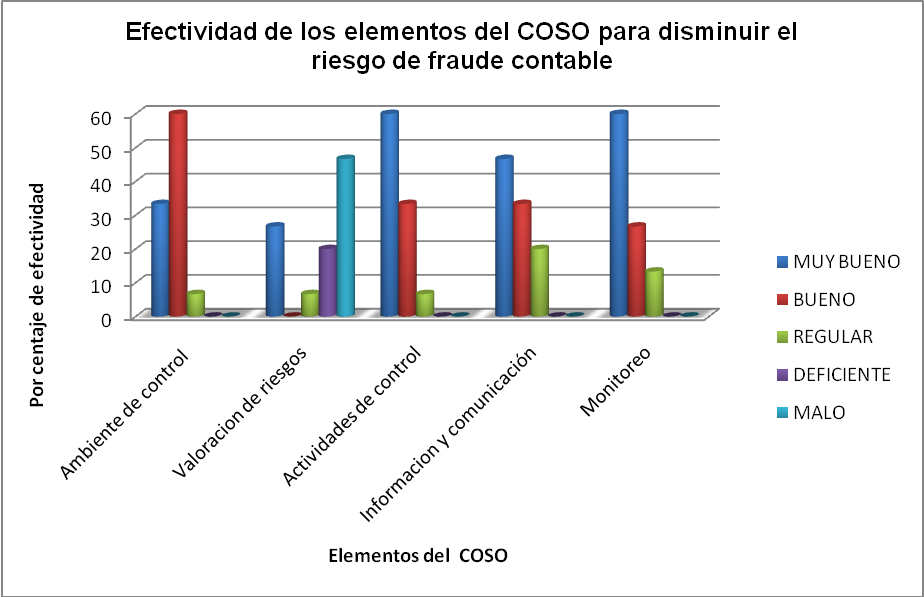 Efectividad de los elementos del COSO para disminuir el
riesgo de fraude contable
Por centaje de efectividad
60
50
40
30
20
10
0
Ambiente de control
Valoracion de riesgos
Actividades de control
Informacion y comunicación
Monitoreo
Elementos del COSO
MUY BUENO
BUENO
REGULAR
DEFICIENTE
MALO